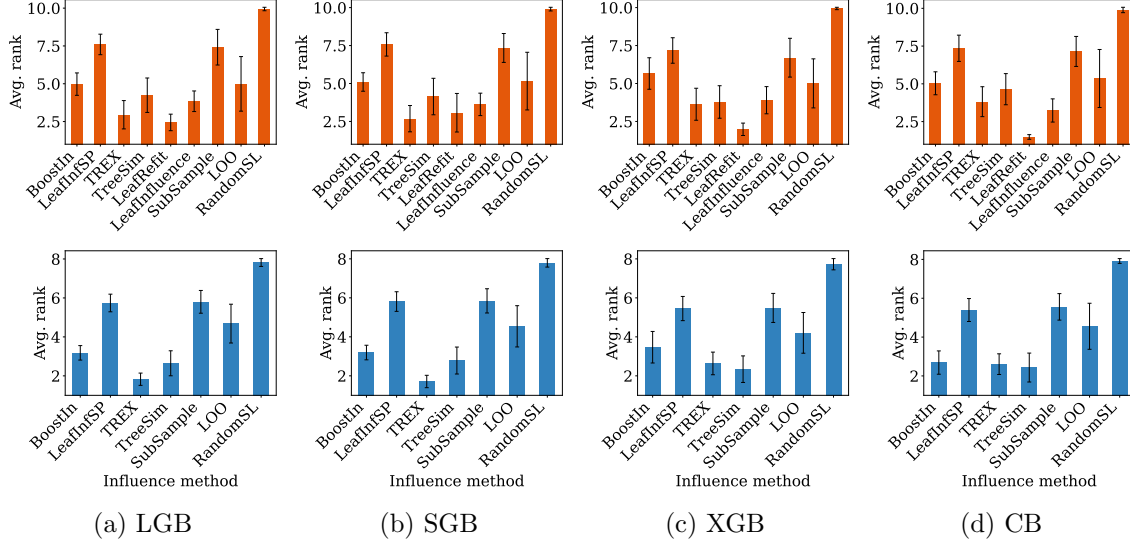 Avg. rank
10.0
7.5
5.0
2.5
BoostIn
LeafInfSP
TREX
TreeSim
LeafRefit
LeafInfluence
SubSample
LOO
RandomSL
Avg. rank
10.0
7.5
5.0
2.5
BoostIn
LeafInfSP
TREX
TreeSim
LeafRefit
LeafInfluence
SubSample
LOO
RandomSL
Avg. rank
10.0
7.5
5.0
2.5
BoostIn
LeafInfSP
TREX
TreeSim
LeafRefit
LeafInfluence
SubSample
LOO
RandomSL
Avg. rank
10.0
7.5
5.0
2.5
BoostIn
LeafInfSP
TREX
TreeSim
LeafRefit
LeafInfluence
SubSample
LOO
RandomSL
Avg. rank
8
6
4
2
BoostIn
LeafInfSP
TREX
TreeSim
SubSample
LOO
RandomSL
Influence method
Avg. rank
8
6
4
2
BoostIn
LeafInfSP
TREX
TreeSim
SubSample
LOO
RandomSL
Influence method
Avg. rank
8
6
4
2
BoostIn
LeafInfSP
TREX
TreeSim
SubSample
LOO
RandomSL
Influence method
Avg. rank
8
6
4
2
BoostIn
LeafInfSP
TREX
TreeSim
SubSample
LOO
RandomSL
Influence method
(a) LGB
(b) SGB
(c) XGB
(d) CB